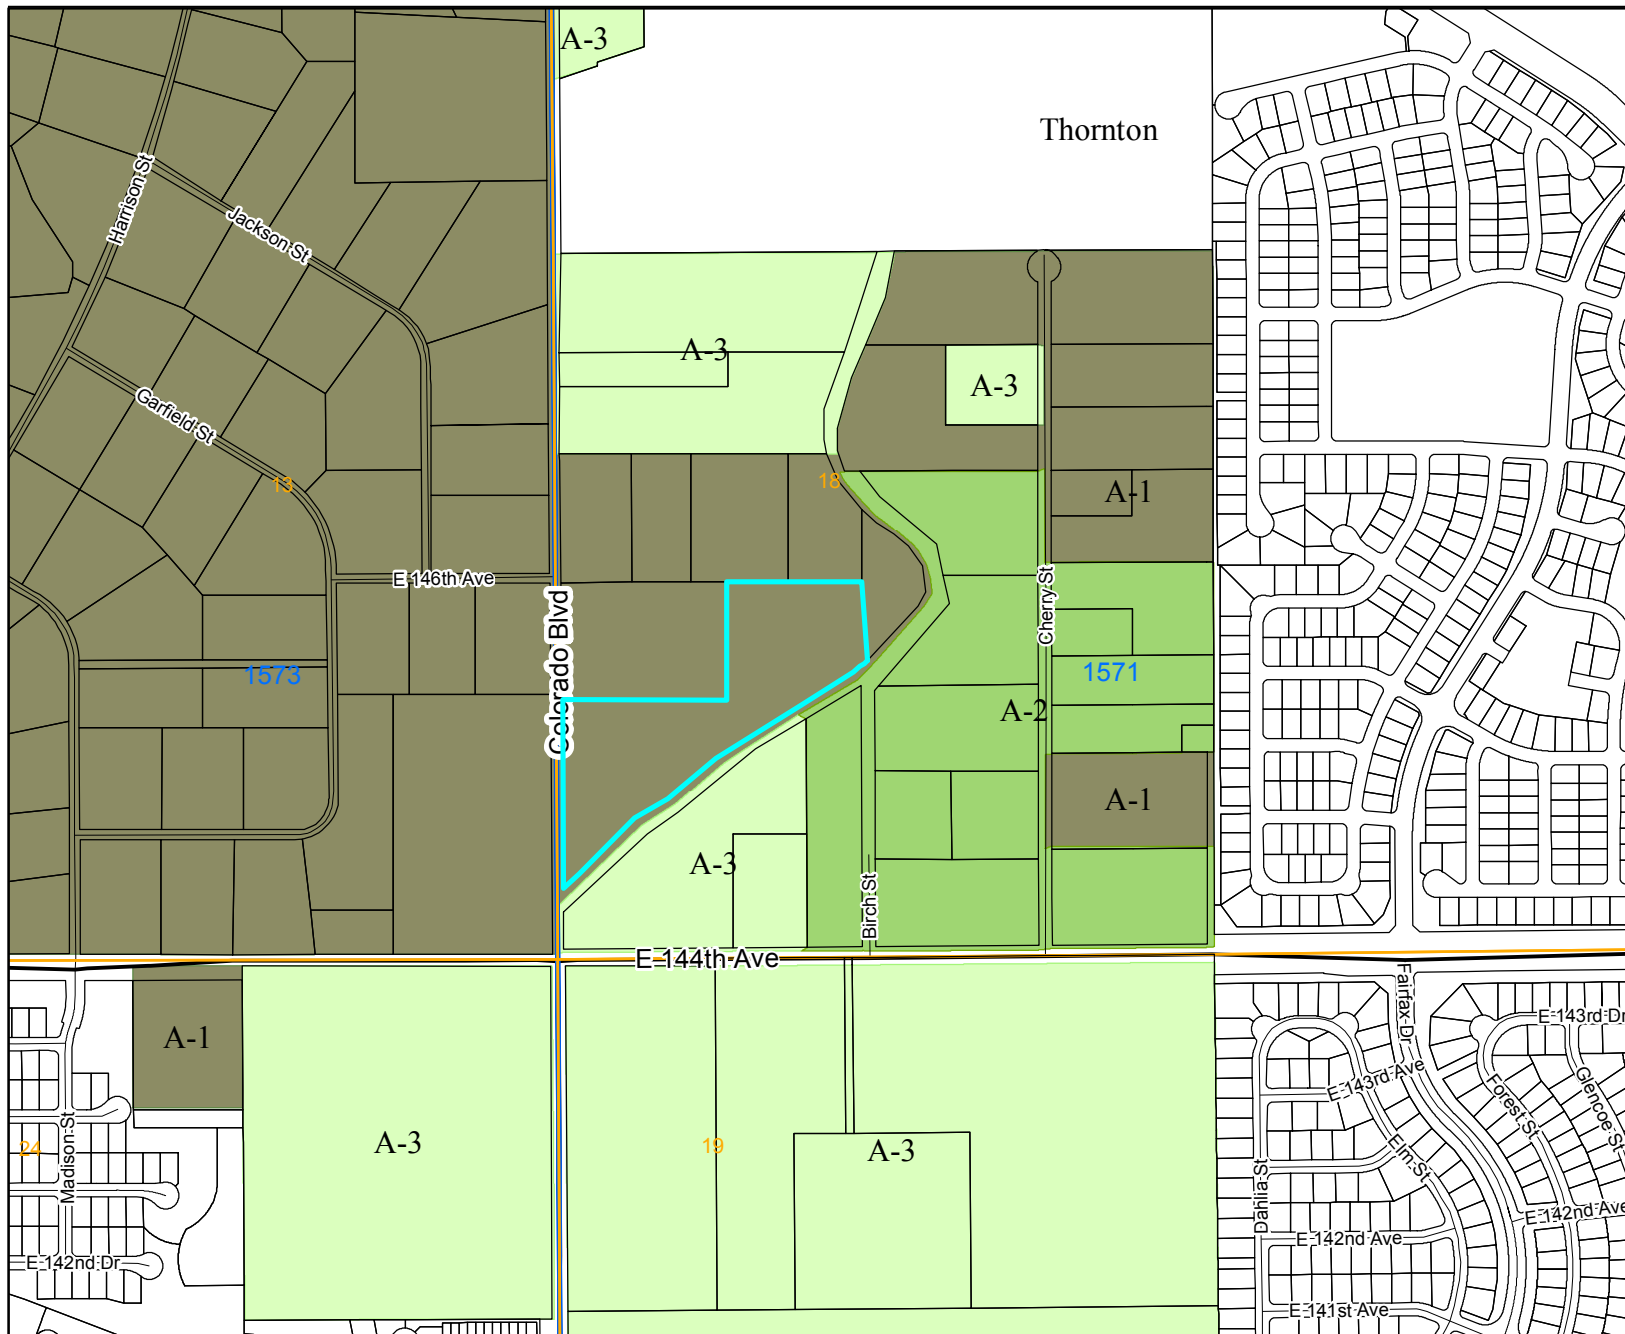 A-3
Thornton
Harrison St
Jackson St
A-3
A-3
Garfield St
13
18
A-1
E 146th Ave
Colorado Blvd
Cherry St
1573
1571
A-2
A-1
A-3
Birch St
E 144th Ave
A-1
Fairfax Dr
E 143rd Dr
E 143rd Ave
Forest St
Glencoe St
24
Madison St
A-3
19
A-3
Elm St
Dahlia St
E 142nd Ave
E 142nd Ave
E 142nd Dr
E 141st Ave